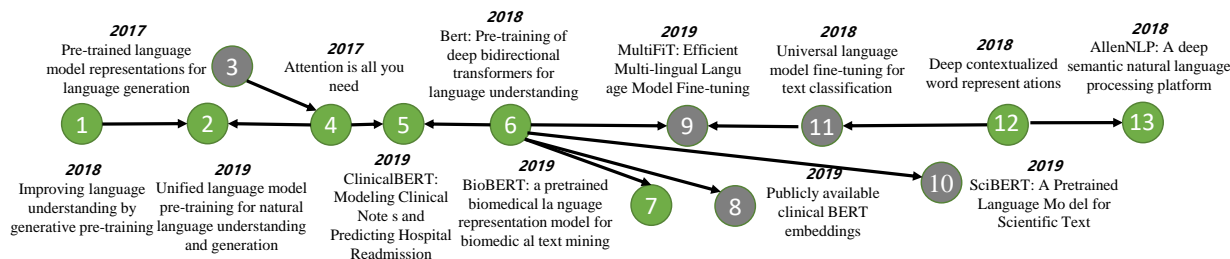 2017
Pre-trained language
model representations for
language generation
3
2017
Attention is all you
need
2018
Bert: Pre-training of
deep bidirectional
transformers for
language understanding
2019
MultiFiT: Efficient
Multi-lingual Langu
age Model Fine-tuning
2018
Universal language
model fine-tuning for
text classification
2018
Deep contextualized
word represent ations
2018
AllenNLP: A deep
semantic natural language
processing platform
1
2
4
5
6
9
11
12
13
2018
Improving language
understanding by
generative pre-training
2019
Unified language model
pre-training for natural
language understanding
and generation
2019
ClinicalBERT:
Modeling Clinical
Note s and
Predicting Hospital
Readmission
2019
BioBERT: a pretrained
biomedical la nguage
representation model for
biomedic al text mining
7
8
2019
Publicly available
clinical BERT
embeddings
10
2019
SciBERT: A Pretrained
Language Mo del for
Scientific Text